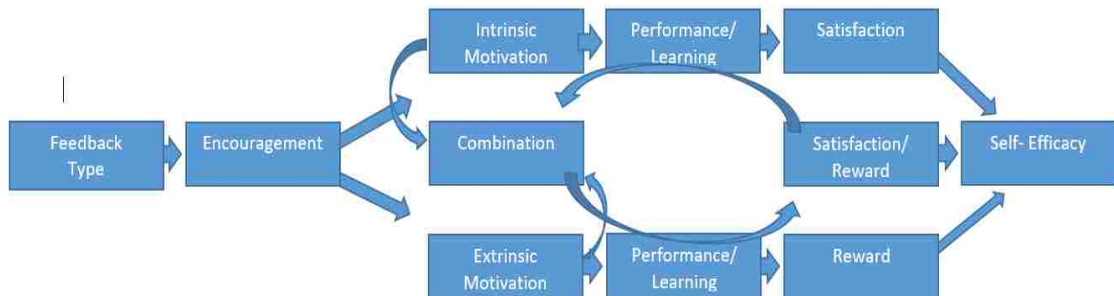 Intrinsic
Motivation
Performance/
Learning
Satisfaction
Feedback
Type
Encouragement
Combination
Satisfaction/
Reward
Self- Efficacy
Extrinsic
Motivation
Performance/
Learning
Reward